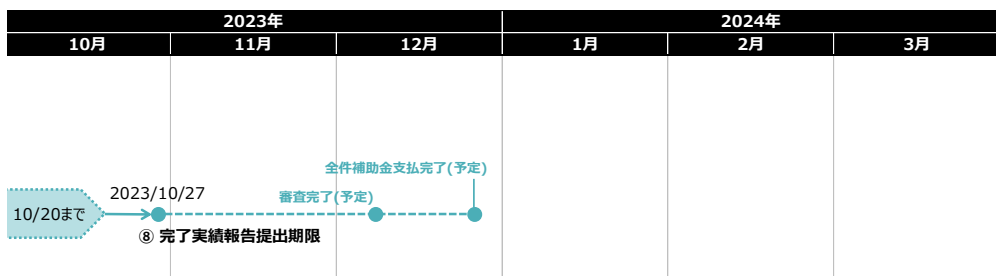 2023年 2024年
10月 11月 12月 1月 2月 3月
全件補助金支払完了(予定)
2023/10/27 審査完了(予定)
10/20まで
⑧ 完了実績報告提出期限